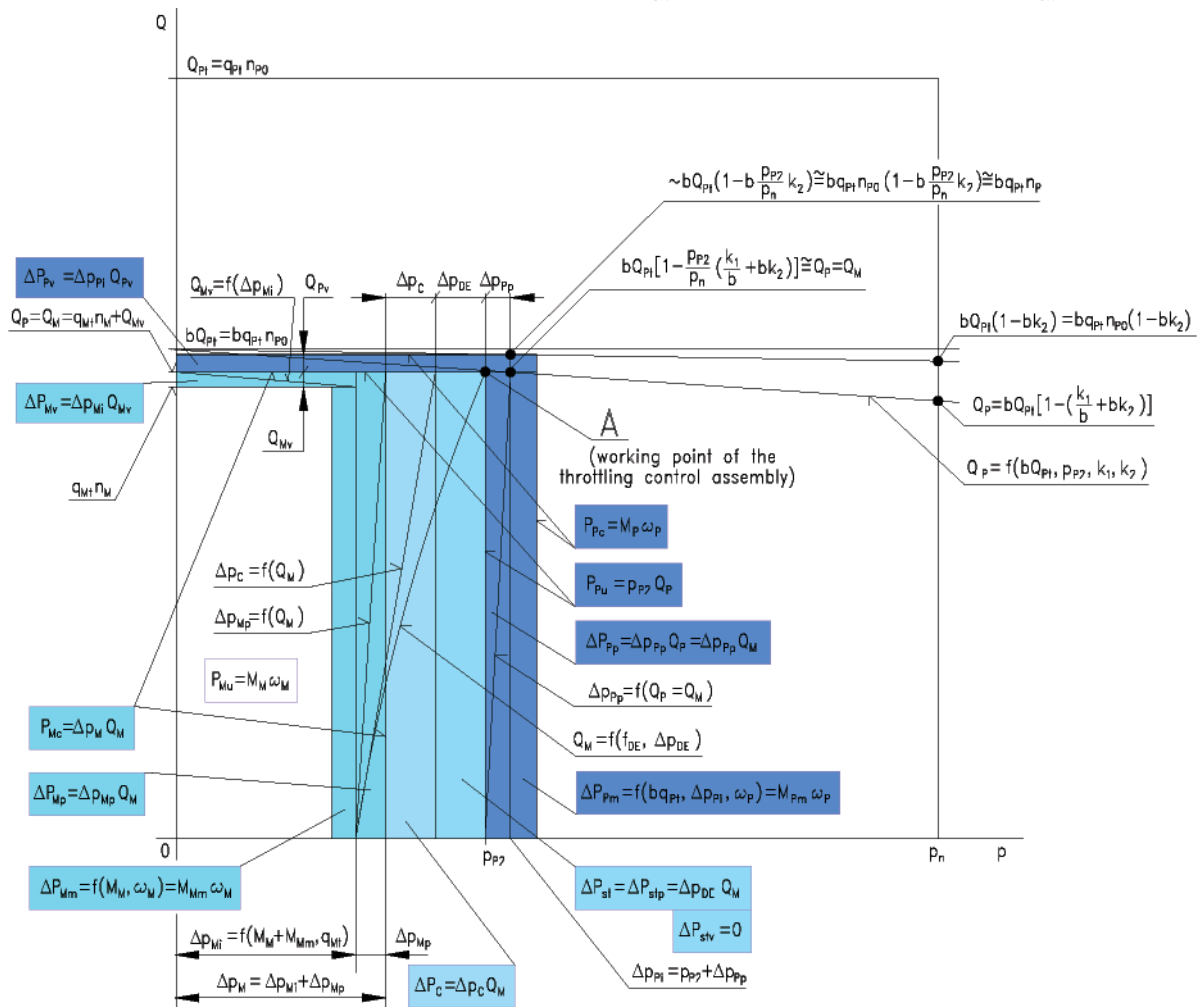 Q
Q_Pt = q_Pt n_P0
~bQ_Pt(1-b p_P2/p_n k_2) ≅ bq_Pt n_P0 (1-b p_P2/p_n k_2) ≅ bq_Pt n_P
bQ_Pt[1- p_P2/p_n (k_1/b + bk_2)] ≅ Q_P = Q_M
ΔP_Pv = Δp_Pi Q_Pv
Q_Mv = f(Δp_Mi)
Q_Pv
Δp_C
Δp_DE
Δp_Pp
Q_P = Q_M = q_Mt n_M + Q_Mv
bQ_Pt = bq_Pt n_P0
bQ_Pt(1-bk_2) = bq_Pt n_P0(1-bk_2)
ΔP_Mv = Δp_Mi Q_Mv
Q_P = bQ_Pt[1-(k_1/b + bk_2)]
Q_Mv
A
(working point of the
throttling control assembly)
Q_P = f(bQ_Pt, p_P2, k_1, k_2)
q_Mt n_M
P_Pc = M_P ω_P
Δp_C = f(Q_M)
P_Pu = p_P2 Q_P
Δp_Mp = f(Q_M)
ΔP_Pp = Δp_Pp Q_P = Δp_Pp Q_M
P_Mu = M_M ω_M
Δp_Pp = f(Q_P = Q_M)
P_Mc = Δp_M Q_M
Q_M = f(f_DE, Δp_DE)
ΔP_Mp = Δp_Mp Q_M
ΔP_Pm = f(bq_Pt, Δp_Pi, ω_P) = M_Pm ω_P
0
p_P2
p_n
p
ΔP_Mm = f(M_M, ω_M) = M_Mm ω_M
ΔP_st = ΔP_stp = Δp_DE Q_M
ΔP_stv = 0
Δp_Mi = f(M_M + M_Mm, q_Mt)
Δp_Mp
Δp_M = Δp_Mi + Δp_Mp
ΔP_C = Δp_C Q_M
Δp_Pi = p_P2 + Δp_Pp